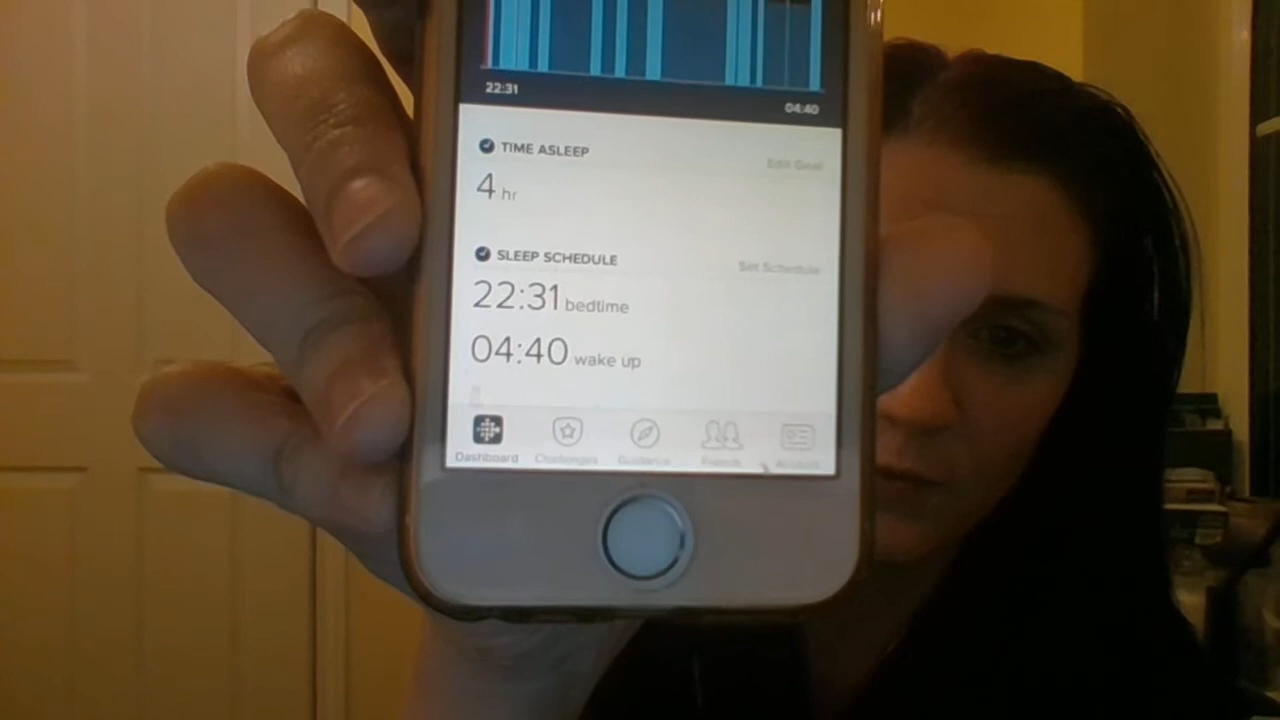 22:31
04:40
TIME ASLEEP
Edit Goal
4 hr
SLEEP SCHEDULE
Set Schedule
22:31 bedtime
04:40 wake up
Dashboard Challenges Guidance Friends Account